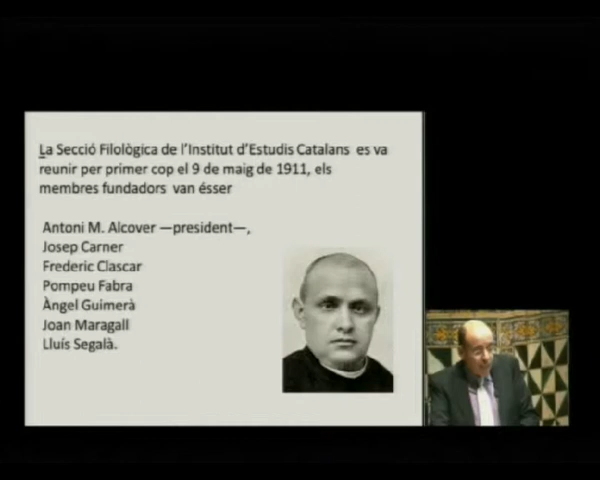 La Secció Filològica de l'Institut d'Estudis Catalans es va
reunir per primer cop el 9 de maig de 1911, els
membres fundadors van ésser
Antoni M. Alcover —president—,
Josep Carner
Frederic Clascar
Pompeu Fabra
Àngel Guimerà
Joan Maragall
Lluís Segalà.